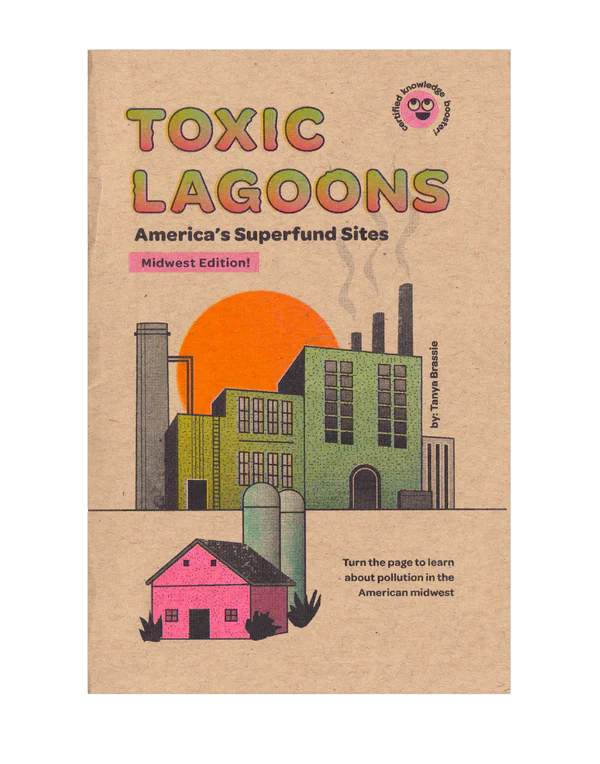 certified knowledge booster!
TOXIC
LAGOONS
America's Superfund Sites
Midwest Edition!
by: Tanya Brassie
Turn the page to learn
about pollution in the
American midwest